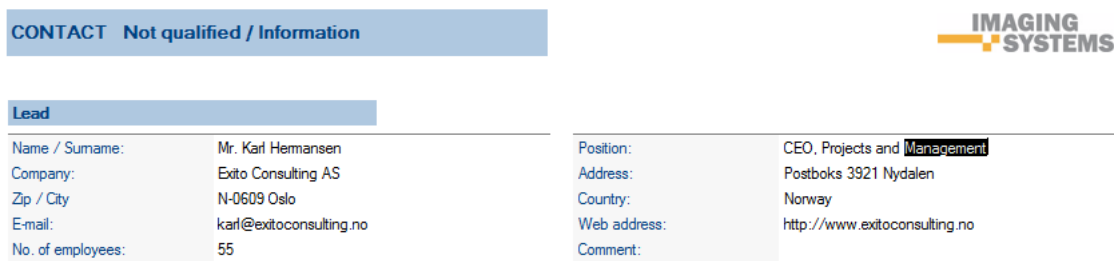 CONTACT Not qualified / Information
IMAGING
SYSTEMS
Lead
Name / Surname: Mr. Karl Hermansen
Company: Exito Consulting AS
Zip / City N-0609 Oslo
E-mail: karl@exitoconsulting.no
No. of employees: 55
Position: CEO, Projects and Management
Address: Postboks 3921 Nydalen
Country: Norway
Web address: http://www.exitoconsulting.no
Comment: